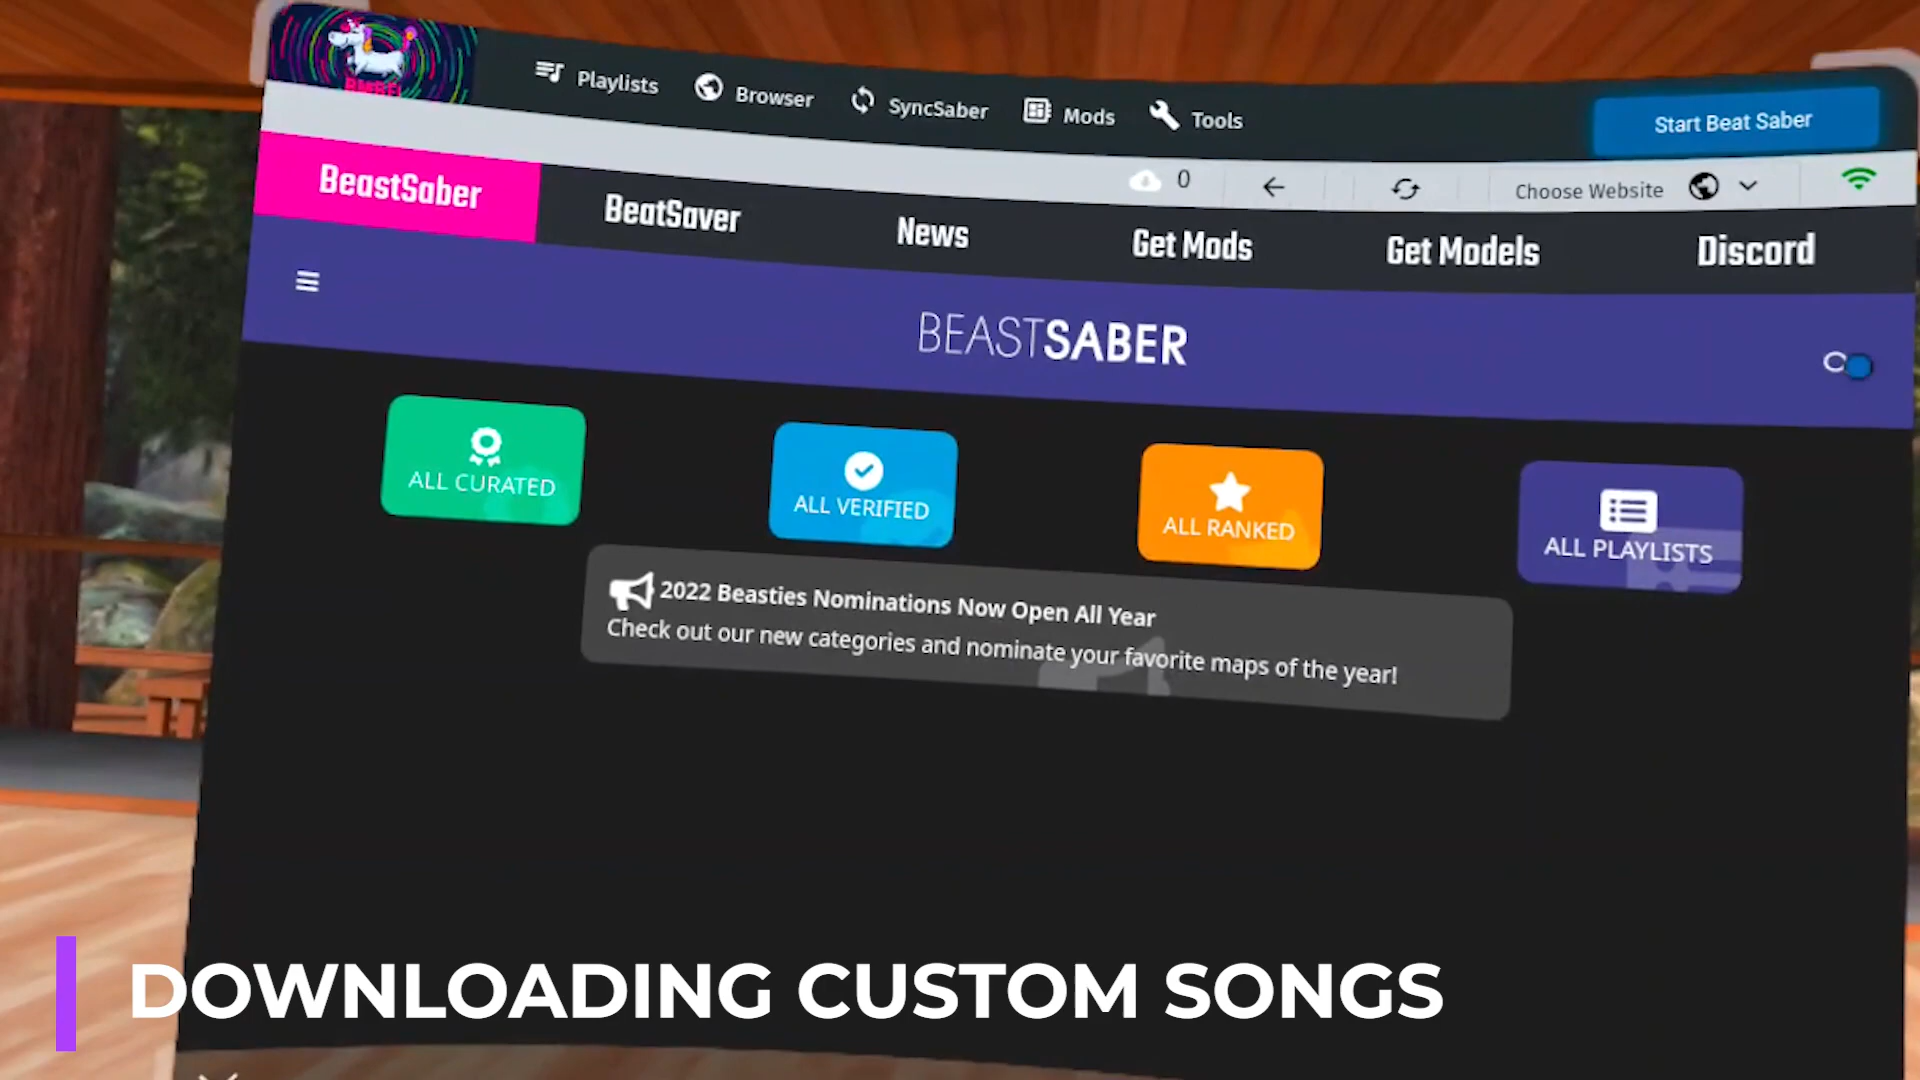 BMBF
Playlists
Browser
SyncSaber
Mods
Tools
Start Beat Saber
0
Choose Website
BeastSaber
BeatSaver
News
Get Mods
Get Models
Discord
BEASTSABER
ALL CURATED
ALL VERIFIED
ALL RANKED
ALL PLAYLISTS
2022 Beasties Nominations Now Open All Year
Check out our new categories and nominate your favorite maps of the year!
DOWNLOADING CUSTOM SONGS